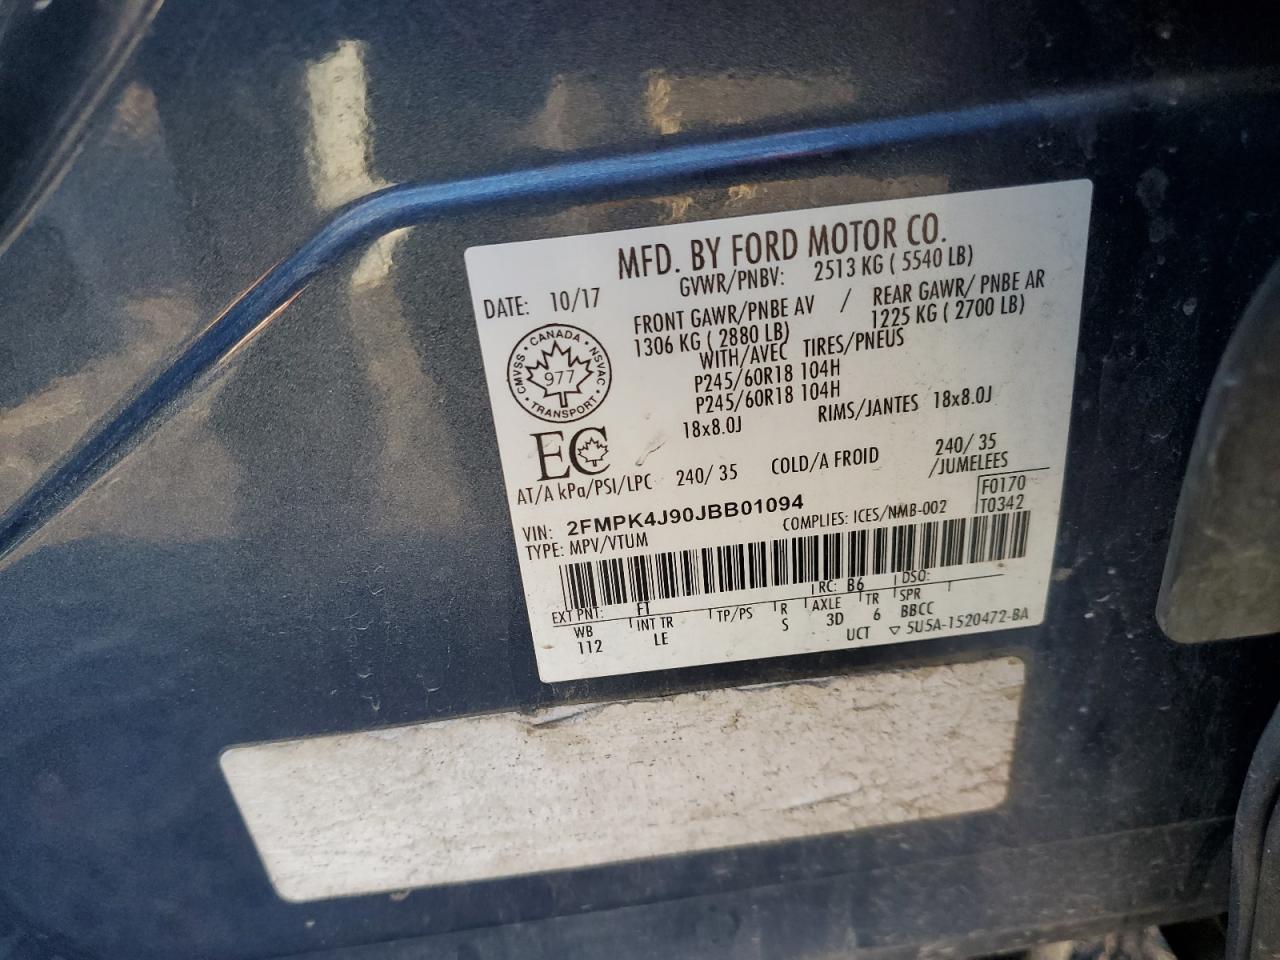 MFD. BY FORD MOTOR CO.
DATE: 10/17
GVWR/PNBV: 2513 KG ( 5540 LB)
FRONT GAWR/PNBE AV / REAR GAWR/ PNBE AR
1306 KG ( 2880 LB) 1225 KG ( 2700 LB)
WITH/AVEC TIRES/PNEUS
P245/60R18 104H
P245/60R18 104H
18x8.0J RIMS/JANTES 18x8.0J
CMVSS • CANADA • NSVAC • TRANSPORT •
977
EC
AT/A kPa/PSI/LPC 240/ 35 COLD/A FROID 240/ 35
/JUMELEES
VIN: 2FMPK4J90JBB01094
F0170
T0342
TYPE: MPV/VTUM COMPLIES: ICES/NMB-002
EXT PNT: FT RC: B6 DSO:
WB INT TR TP/PS R AXLE TR SPR
112 LE S 3D 6 BBCC
UCT ▽ 5U5A-1520472-BA